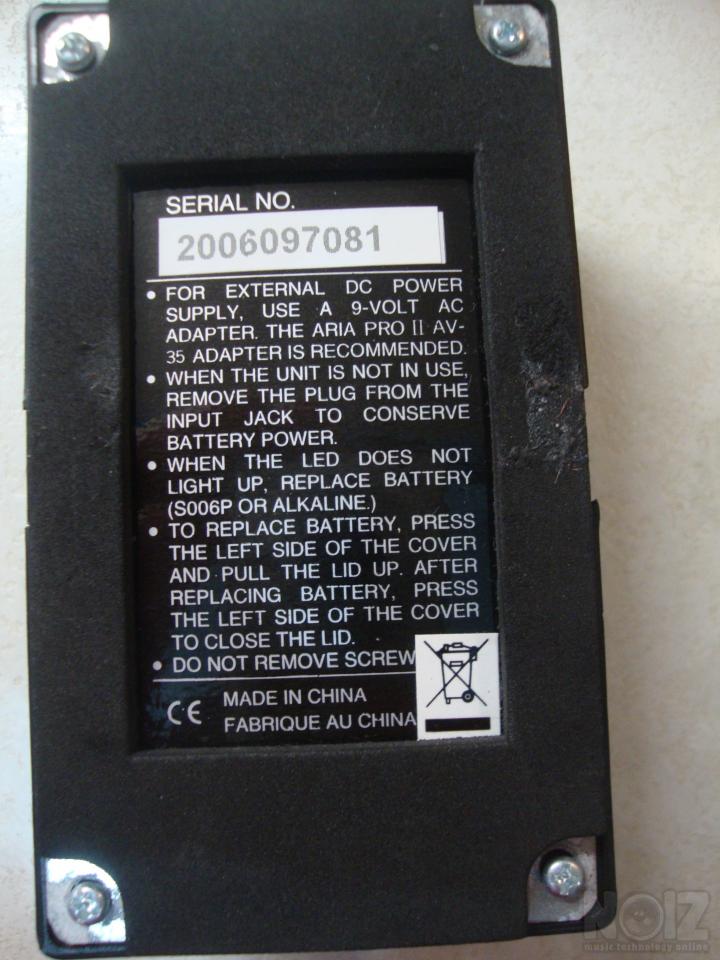 SERIAL NO.
2006097081
• FOR EXTERNAL DC POWER
SUPPLY, USE A 9-VOLT AC
ADAPTER. THE ARIA PRO II AV-
35 ADAPTER IS RECOMMENDED.
• WHEN THE UNIT IS NOT IN USE,
REMOVE THE PLUG FROM THE
INPUT JACK TO CONSERVE
BATTERY POWER.
• WHEN THE LED DOES NOT
LIGHT UP, REPLACE BATTERY
(S006P OR ALKALINE.)
• TO REPLACE BATTERY, PRESS
THE LEFT SIDE OF THE COVER
AND PULL THE LID UP. AFTER
REPLACING BATTERY, PRESS
THE LEFT SIDE OF THE COVER
TO CLOSE THE LID.
• DO NOT REMOVE SCREW
CE MADE IN CHINA
FABRIQUE AU CHINA
NOIZ
music technology online